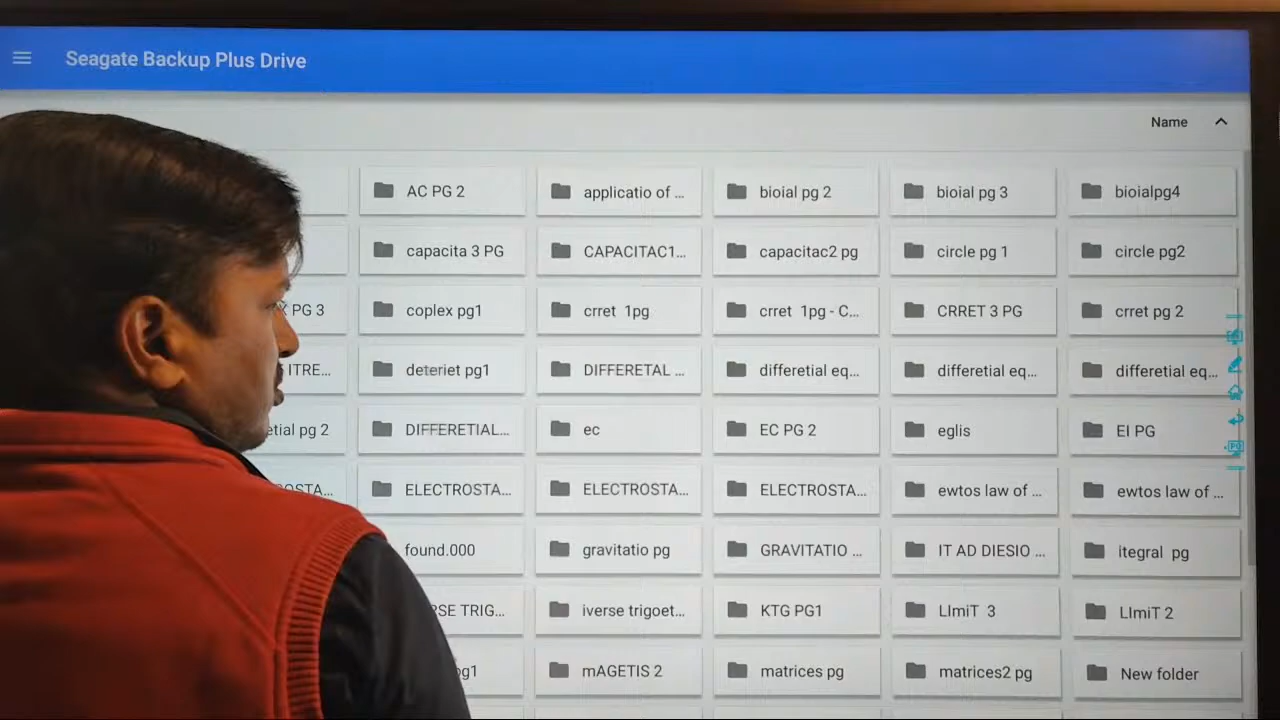 Seagate Backup Plus Drive
Name
AC PG 2
applicatio of ...
bioial pg 2
bioial pg 3
bioialpg4
capacita 3 PG
CAPACITAC1...
capacitac2 pg
circle pg 1
circle pg2
PG 3
coplex pg1
crret 1pg
crret 1pg - C...
CRRET 3 PG
crret pg 2
ITRE...
deteriet pg1
DIFFERETAL ...
differetial eq...
differetial eq...
differetial eq...
etial pg 2
DIFFERETIAL...
ec
EC PG 2
eglis
EI PG
OSTA...
ELECTROSTA...
ELECTROSTA...
ELECTROSTA...
ewtos law of ...
ewtos law of ...
found.000
gravitatio pg
GRAVITATIO ...
IT AD DIESIO ...
itegral pg
RSE TRIG...
iverse trigoet...
KTG PG1
LImiT 3
LImiT 2
pg1
mAGETIS 2
matrices pg
matrices2 pg
New folder